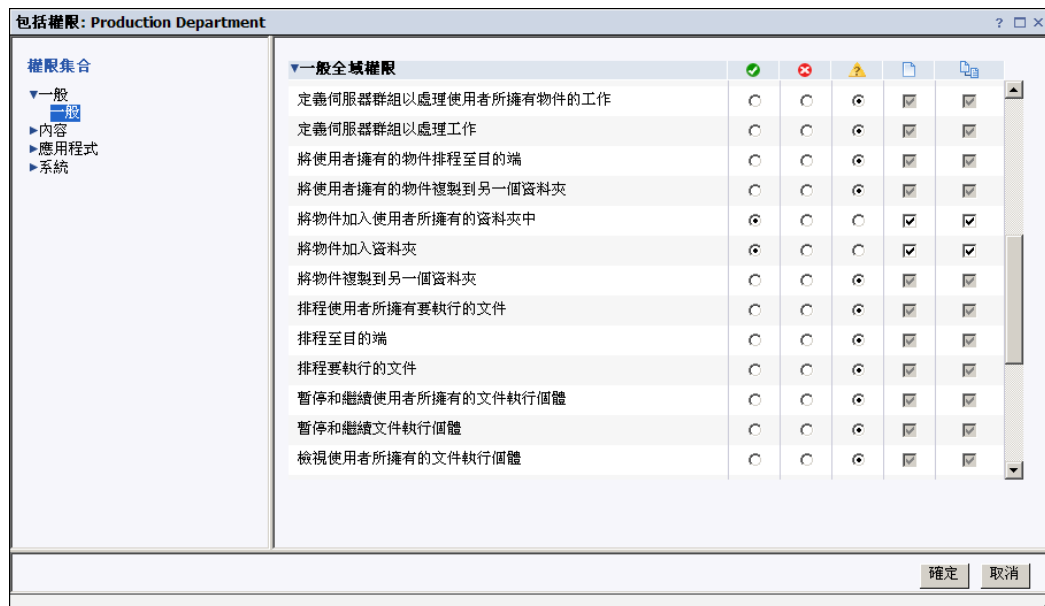 包括權限: Production Department
權限集合
一般
一般
內容
應用程式
系統
一般全域權限
定義伺服器群組以處理使用者所擁有物件的工作
定義伺服器群組以處理工作
將使用者擁有的物件排程至目的端
將使用者擁有的物件複製到另一個資料夾
將物件加入使用者所擁有的資料夾中
將物件加入資料夾
將物件複製到另一個資料夾
排程使用者所擁有要執行的文件
排程至目的端
排程要執行的文件
暫停和繼續使用者所擁有的文件執行個體
暫停和繼續文件執行個體
檢視使用者所擁有的文件執行個體
確定 取消